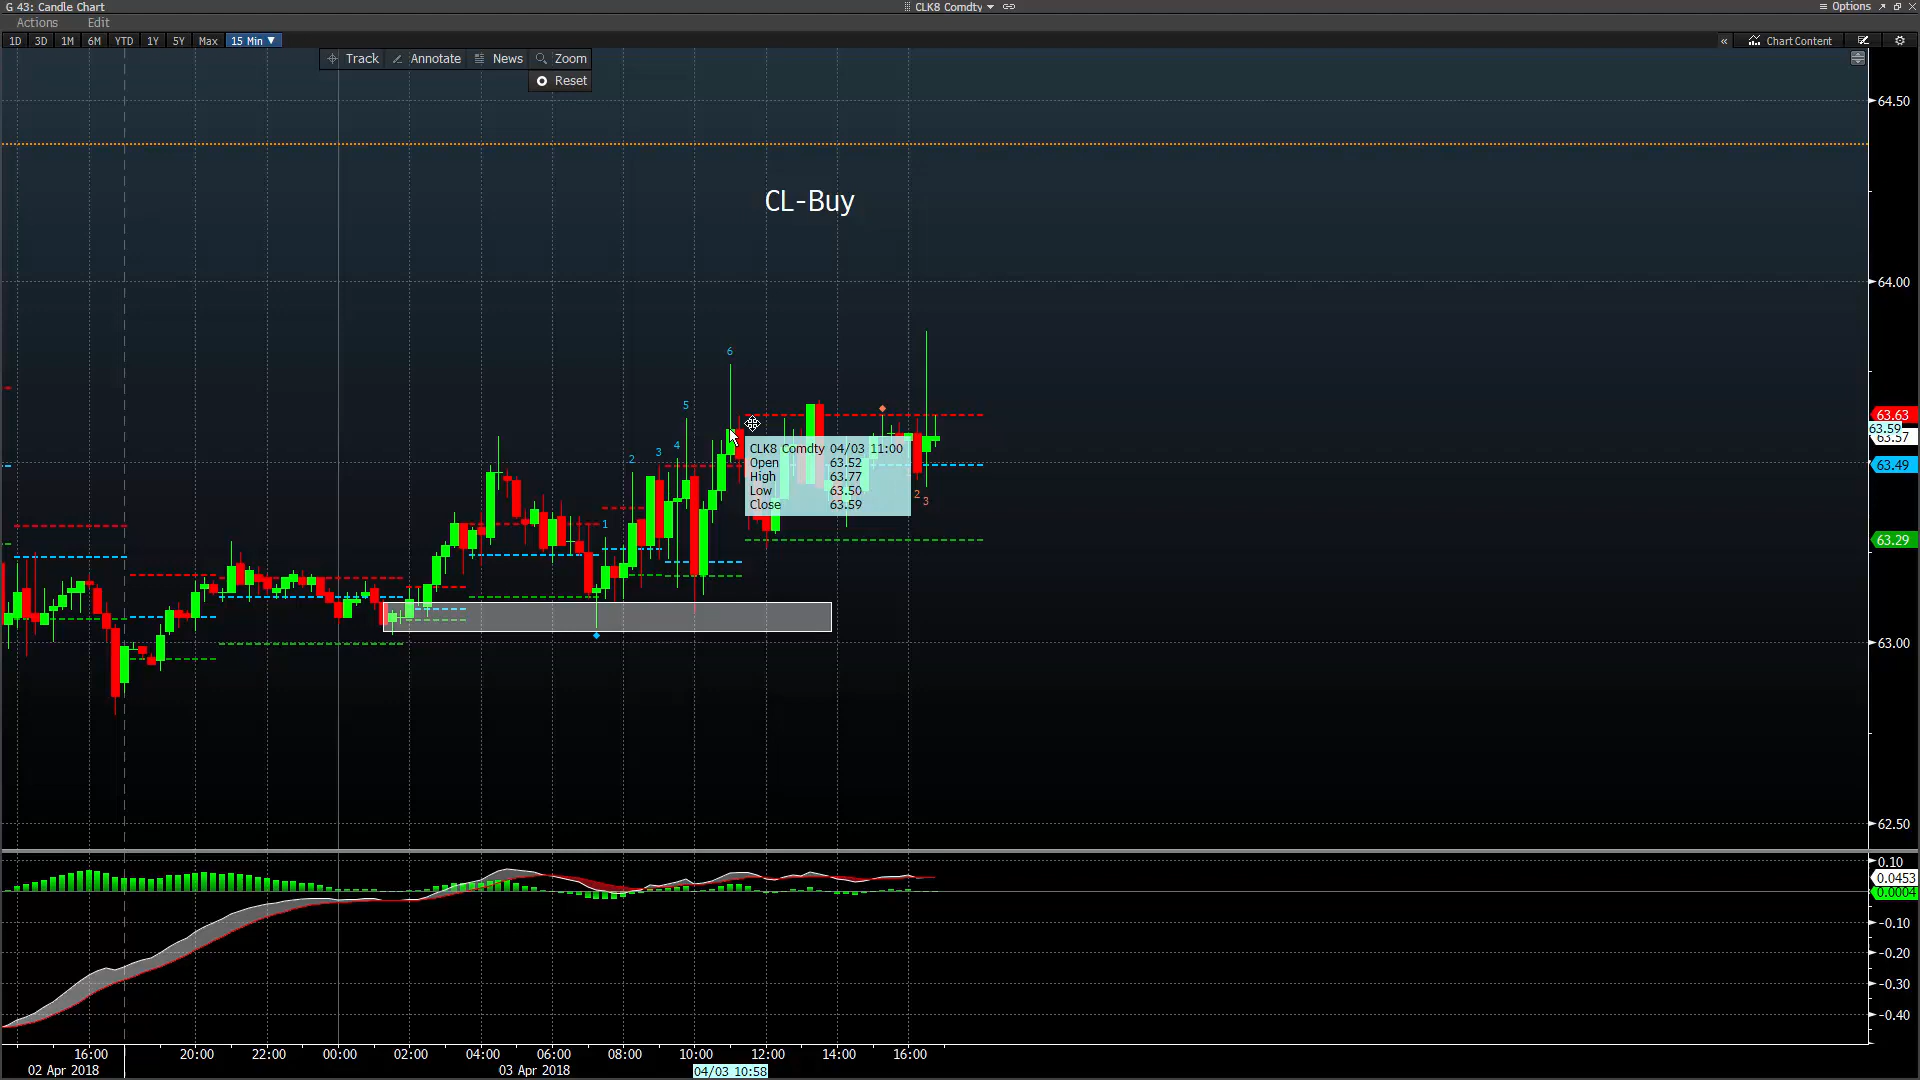 G 43: Candle Chart CLK8 Comdty Options
Actions Edit
1D 3D 1M 6M YTD 1Y 5Y Max 15 Min « Chart Content
Track Annotate News Zoom
Reset
64.50
CL-Buy
64.00
6
5
63.63
63.59
63.57
4
3
2
CLK8 Comdty 04/03 11:00
Open 63.52
High 63.77
Low 63.50
Close 63.59
63.49
2
3
1
63.29
63.00
62.50
0.10
0.0453
0.0004
-0.10
-0.20
-0.30
-0.40
16:00 20:00 22:00 00:00 02:00 04:00 06:00 08:00 10:00 12:00 14:00 16:00
02 Apr 2018 03 Apr 2018 04/03 10:58